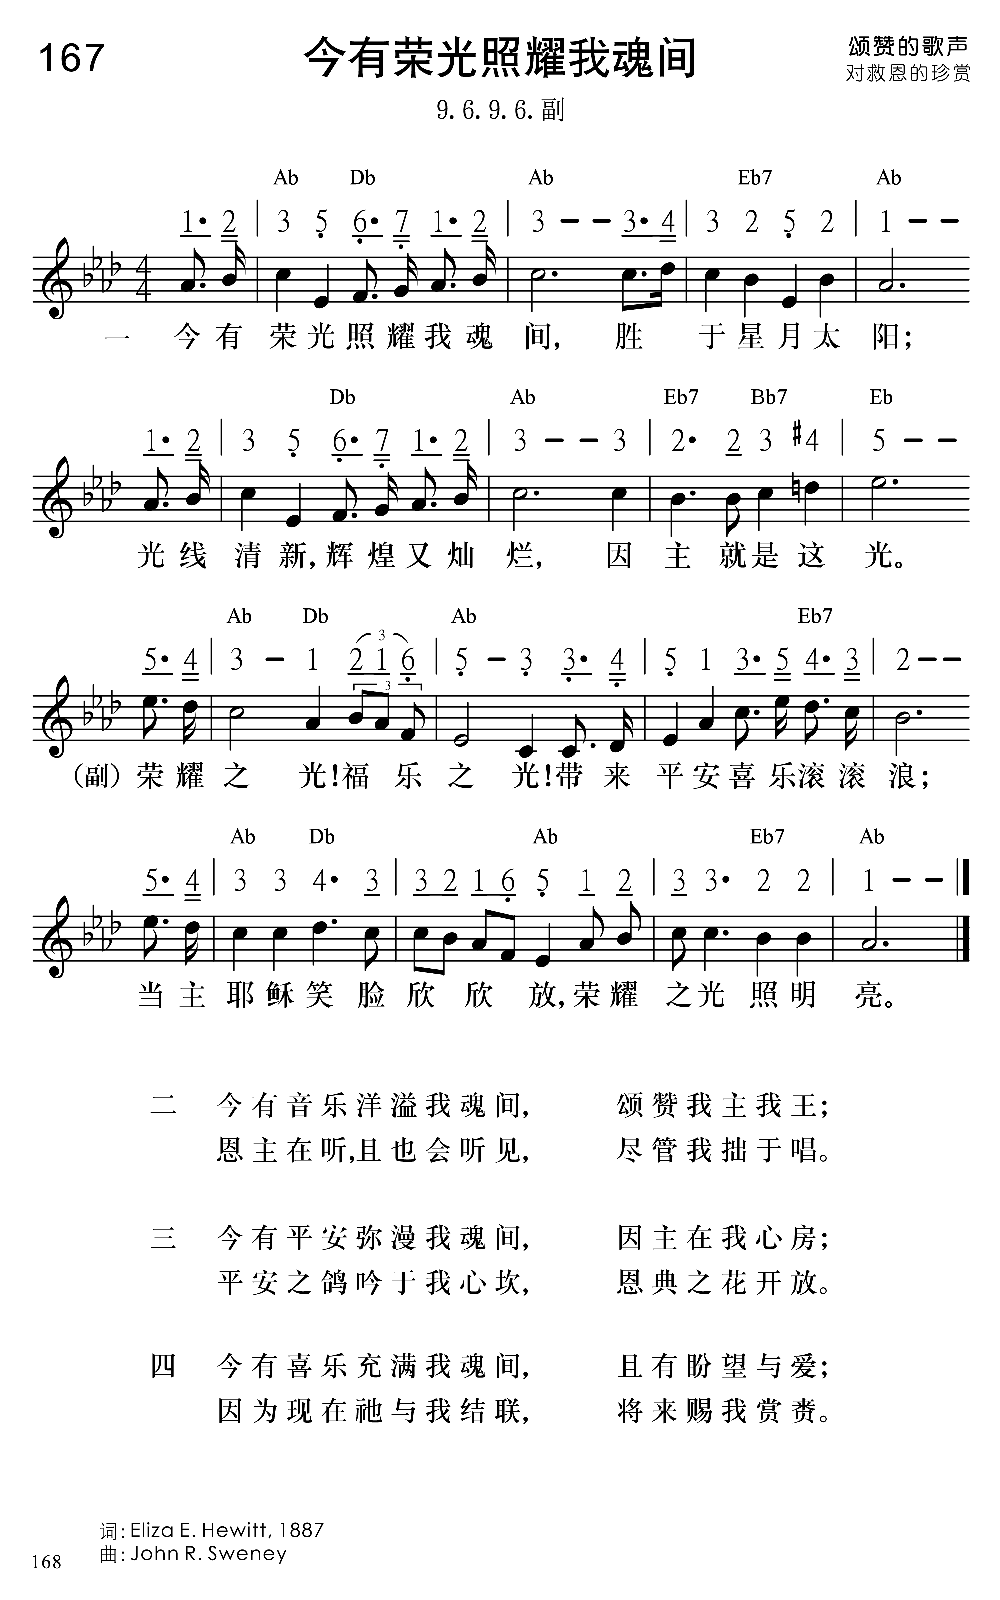 167 今有荣光照耀我魂间 颂赞的歌声
对救恩的珍赏
9.6.9.6.副
Ab Db Ab Eb7 Ab
1• 2 | 3 5 6• 7 1• 2 | 3 – – 3• 4 | 3 2 5 2 | 1 – –
4
4
一 今有 荣光照耀我魂 间, 胜 于星月太 阳;
Db Ab Eb7 Bb7 Eb
1• 2 | 3 5 6• 7 1• 2 | 3 – – 3 | 2• 2 3 #4 | 5 – –
光线 清新,辉煌又灿 烂, 因 主 就是这 光。
Ab Db Ab Eb7
5• 4 | 3 – 1 2 1 6 | 5 – 3 3• 4 | 5 1 3• 5 4• 3 | 2 – –
3
3
(副) 荣耀 之 光!福乐 之 光!带来 平安喜乐滚滚 浪;
Ab Db Ab Eb7 Ab
5• 4 | 3 3 4• 3 | 3 2 1 6 5 1 2 | 3 3• 2 2 | 1 – –
当主 耶稣笑脸 欣欣放,荣耀 之光照明 亮。
二 今有音乐洋溢我魂间, 颂赞我主我王;
恩主在听,且也会听见, 尽管我拙于唱。
三 今有平安弥漫我魂间, 因主在我心房;
平安之鸽吟于我心坎, 恩典之花开放。
四 今有喜乐充满我魂间, 且有盼望与爱;
因为现在祂与我结联, 将来赐我赏赉。
词: Eliza E. Hewitt, 1887
曲: John R. Sweney
168